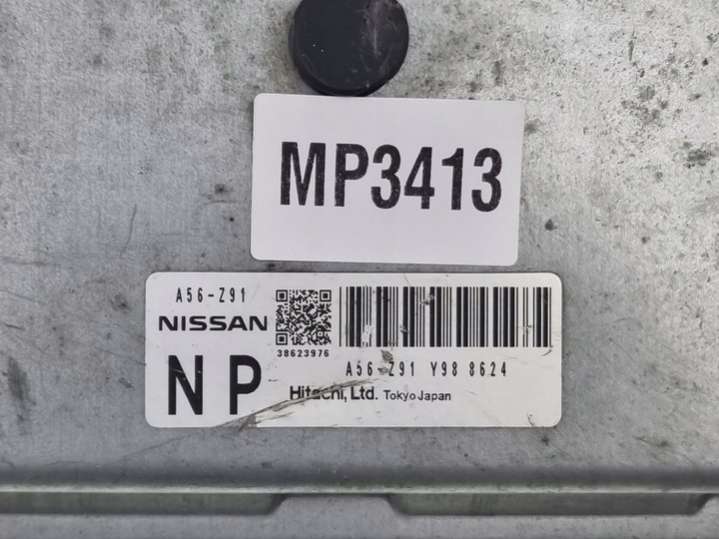 MP3413
A56-Z91
NISSAN
38623976
NP
A56-Z91 Y98 8624
Hitachi, Ltd. Tokyo Japan